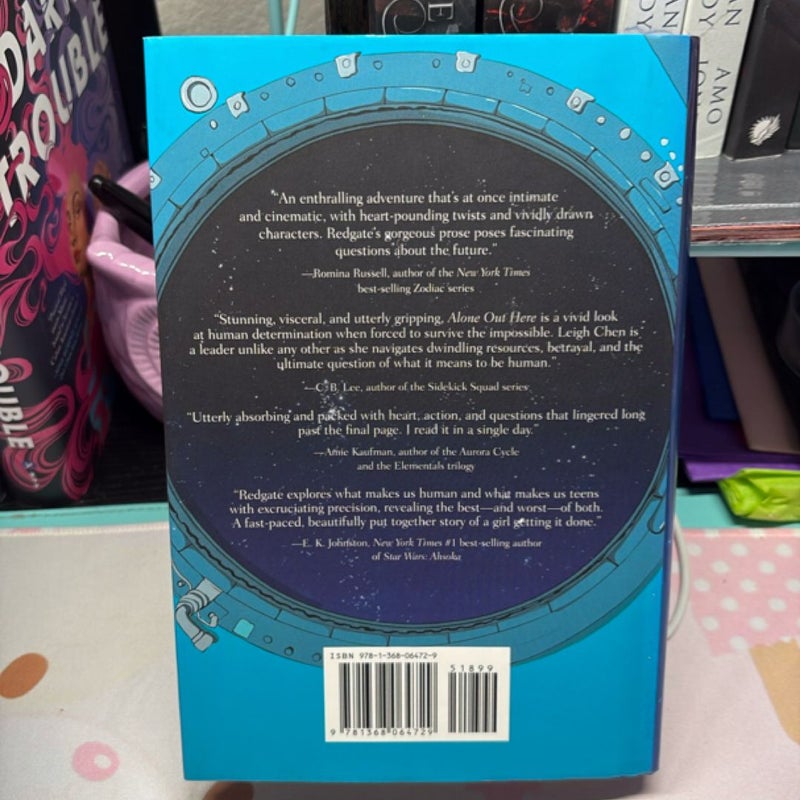 DAR
TROUBLE
OUBLE
AN
DY
JO
AN
DY
AMO
"An enthralling adventure that's at once intimate
and cinematic, with heart-pounding twists and vividly drawn
characters. Redgate's gorgeous prose poses fascinating
questions about the future."
—Romina Russell, author of the New York Times
best-selling Zodiac series
"Stunning, visceral, and utterly gripping, Alone Out Here is a vivid look
at human determination when forced to survive the impossible. Leigh Chen is
a leader unlike any other as she navigates dwindling resources, betrayal, and the
ultimate question of what it means to be human."
—C. B. Lee, author of the Sidekick Squad series
"Utterly absorbing and packed with heart, action, and questions that lingered long
past the final page. I read it in a single day."
—Amie Kaufman, author of the Aurora Cycle
and the Elementals trilogy
"Redgate explores what makes us human and what makes us teens
with excruciating precision, revealing the best—and worst—of both.
A fast-paced, beautifully put together story of a girl getting it done."
—E. K. Johnston, New York Times #1 best-selling author
of Star Wars: Ahsoka
ISBN 978-1-368-06472-9
51899
9 781368 064729